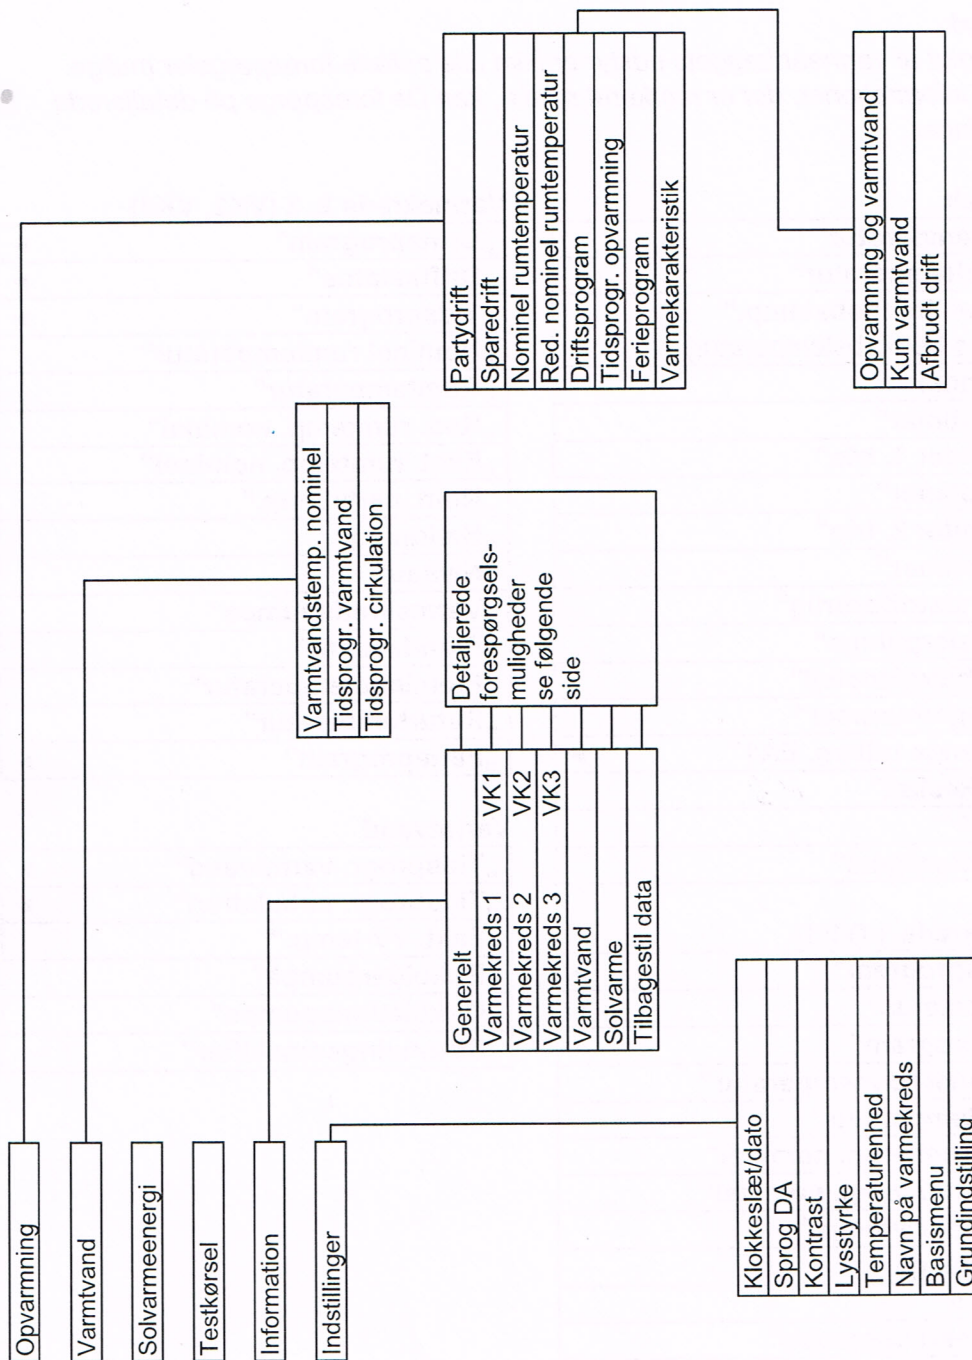 Opvarmning
Varmtvand
Solvarmeenergi
Testkørsel
Information
Indstillinger
Partydrift
Sparedrift
Nominel rumtemperatur
Red. nominel rumtemperatur
Driftsprogram
Tidsprogr. opvarmning
Ferieprogram
Varmekarakteristik
Opvarmning og varmtvand
Kun varmtvand
Afbrudt drift
Varmtvandstemp. nominel
Tidsprogr. varmtvand
Tidsprogr. cirkulation
Generelt
Varmekreds 1 VK1
Varmekreds 2 VK2
Varmekreds 3 VK3
Varmtvand
Solvarme
Tilbagestil data
Detaljerede
forespørgsels-
muligheder
se følgende
side
Klokkeslæt/dato
Sprog DA
Kontrast
Lysstyrke
Temperaturenhed
Navn på varmekreds
Basismenu
Grundindstilling